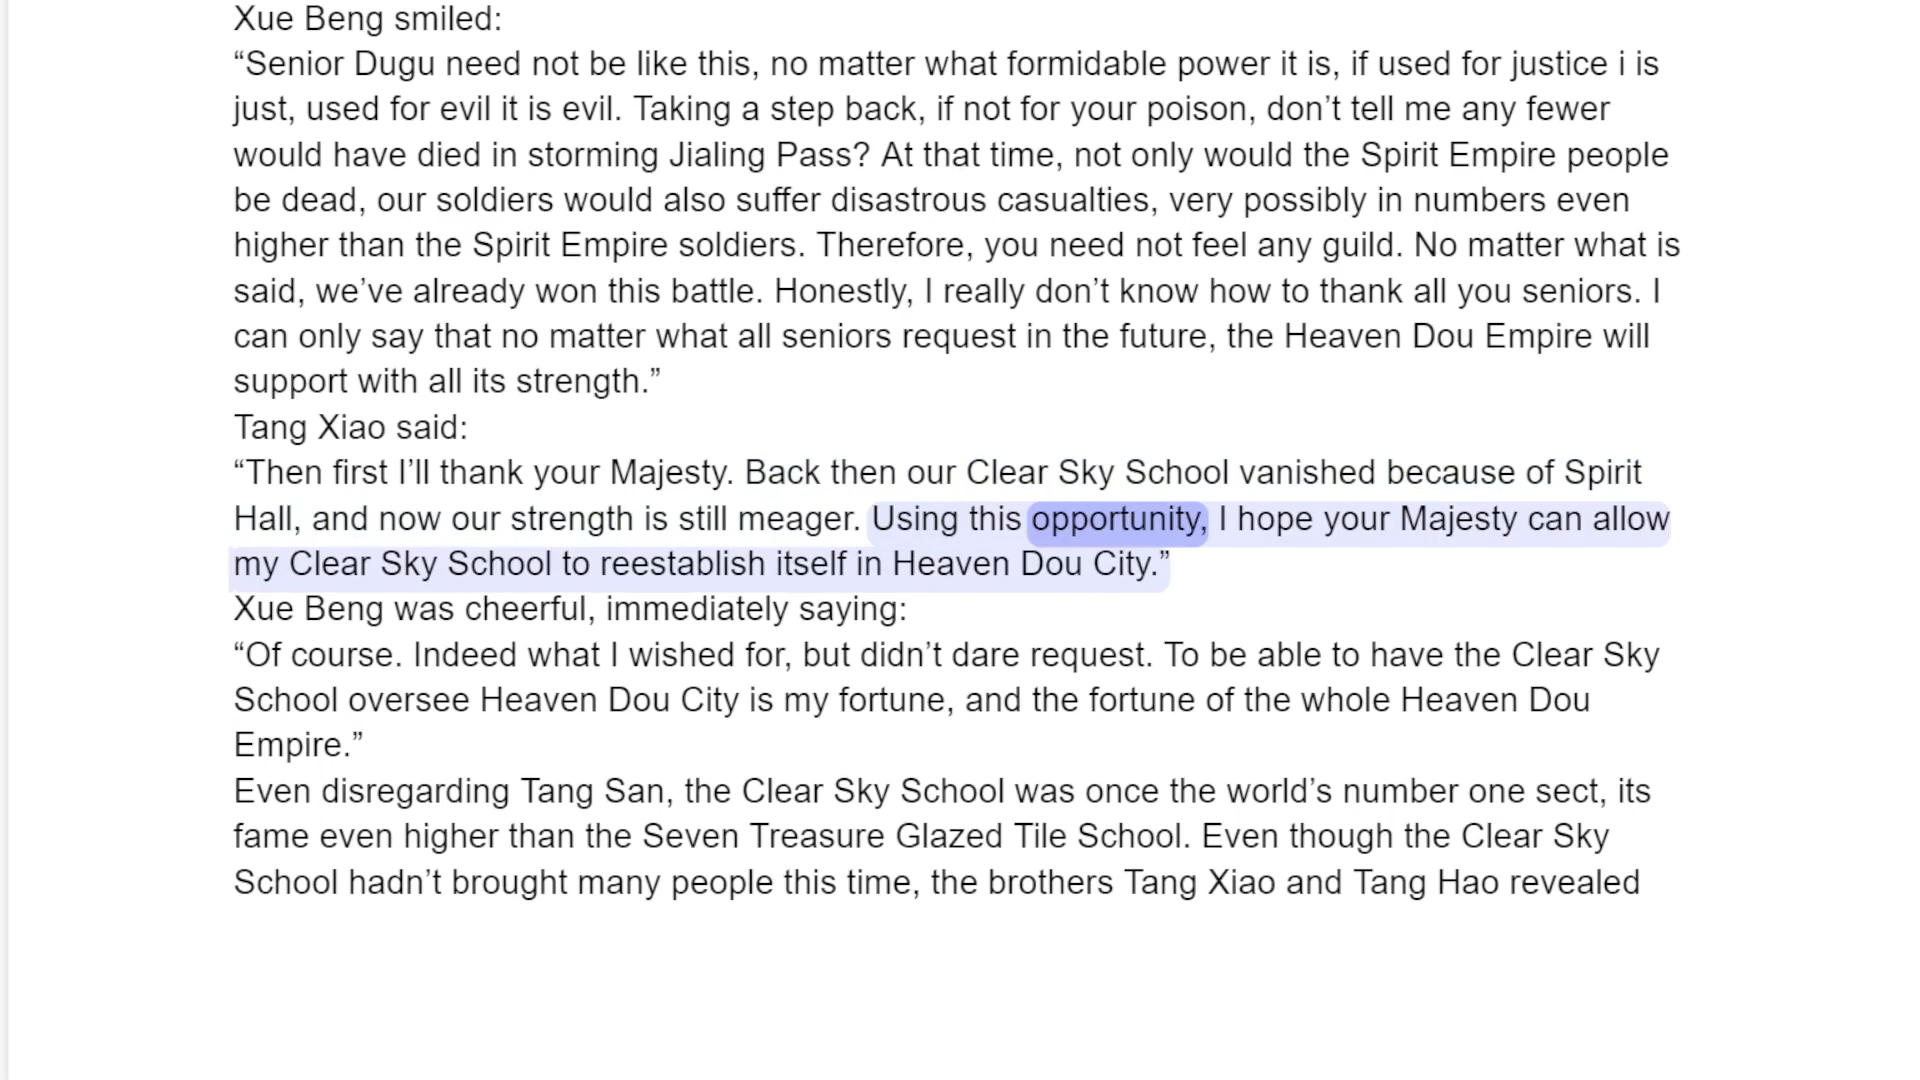 Xue Beng smiled:
“Senior Dugu need not be like this, no matter what formidable power it is, if used for justice i is
just, used for evil it is evil. Taking a step back, if not for your poison, don’t tell me any fewer
would have died in storming Jialing Pass? At that time, not only would the Spirit Empire people
be dead, our soldiers would also suffer disastrous casualties, very possibly in numbers even
higher than the Spirit Empire soldiers. Therefore, you need not feel any guild. No matter what is
said, we’ve already won this battle. Honestly, I really don’t know how to thank all you seniors. I
can only say that no matter what all seniors request in the future, the Heaven Dou Empire will
support with all its strength.”
Tang Xiao said:
“Then first I’ll thank your Majesty. Back then our Clear Sky School vanished because of Spirit
Hall, and now our strength is still meager. Using this opportunity, I hope your Majesty can allow
my Clear Sky School to reestablish itself in Heaven Dou City.”
Xue Beng was cheerful, immediately saying:
“Of course. Indeed what I wished for, but didn’t dare request. To be able to have the Clear Sky
School oversee Heaven Dou City is my fortune, and the fortune of the whole Heaven Dou
Empire.”
Even disregarding Tang San, the Clear Sky School was once the world’s number one sect, its
fame even higher than the Seven Treasure Glazed Tile School. Even though the Clear Sky
School hadn’t brought many people this time, the brothers Tang Xiao and Tang Hao revealed